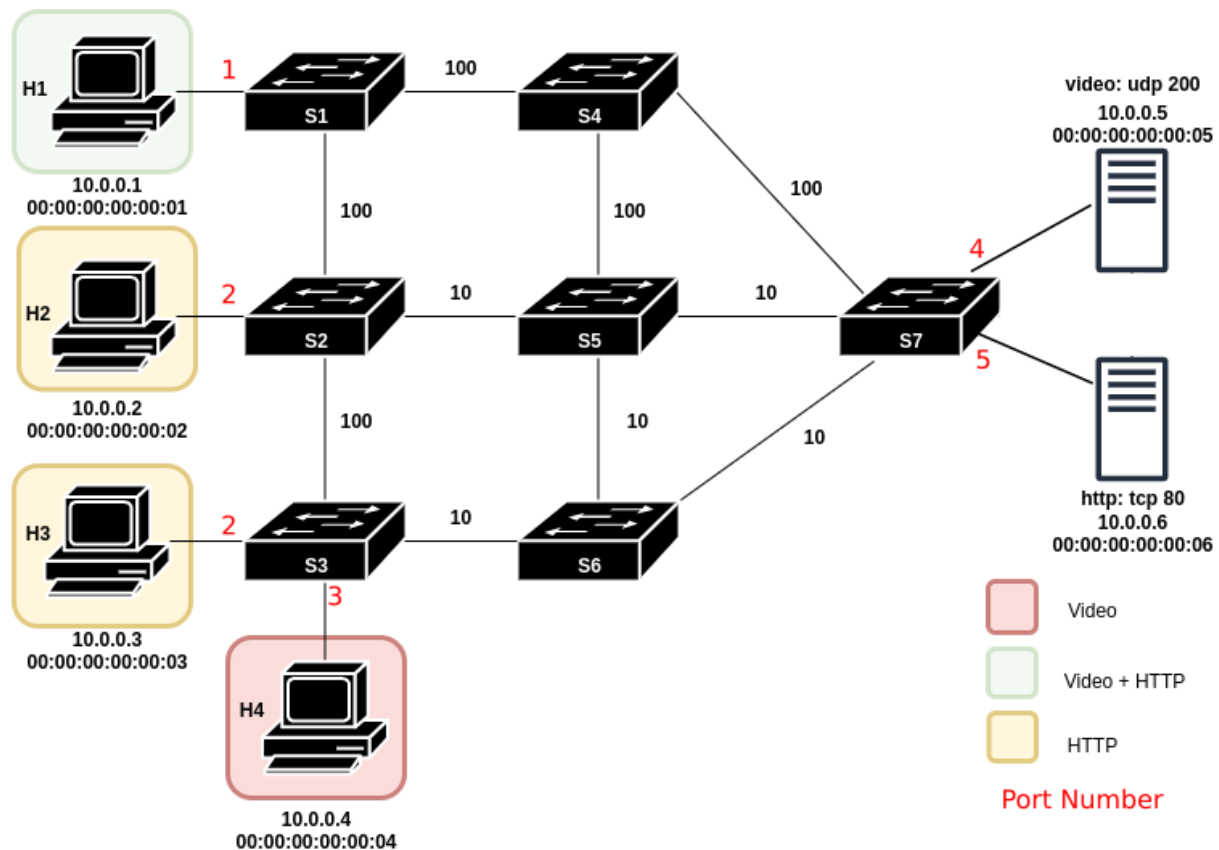 H1
1
S1
100
S4
10.0.0.1
00:00:00:00:00:01
100
100
100
video: udp 200
10.0.0.5
00:00:00:00:00:05
4
H2
2
S2
10
S5
10
S7
5
10.0.0.2
00:00:00:00:00:02
100
10
10
H3
2
S3
10
S6
3
10.0.0.3
00:00:00:00:00:03
http: tcp 80
10.0.0.6
00:00:00:00:00:06
H4
10.0.0.4
00:00:00:00:00:04
Video
Video + HTTP
HTTP
Port Number